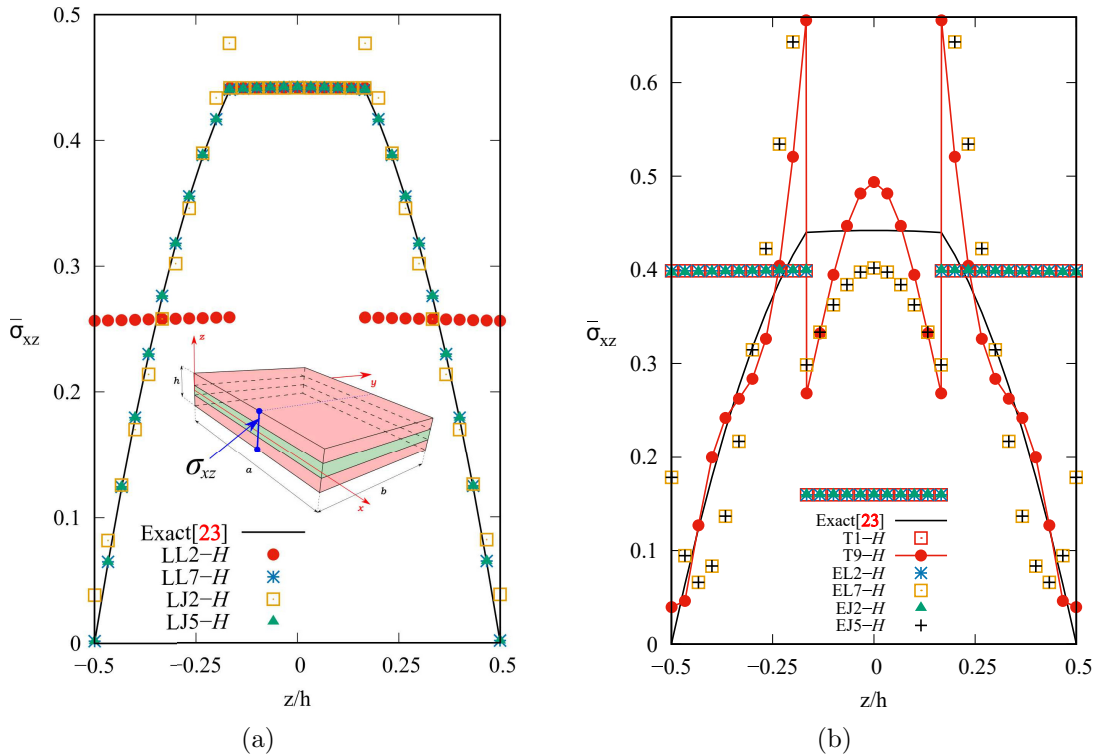 0.5
0.4
0.3
0.2
0.1
0
σ̅xz
−0.5
−0.25
0
0.25
0.5
z/h
z
y
h
σxz
a
b
x
Exact[23]
LL2−H
LL7−H
LJ2−H
LJ5−H
(a)
0.6
0.5
0.4
0.3
0.2
0.1
0
σ̅xz
−0.5
−0.25
0
0.25
0.5
z/h
Exact[23]
T1−H
T9−H
EL2−H
EL7−H
EJ2−H
EJ5−H
(b)